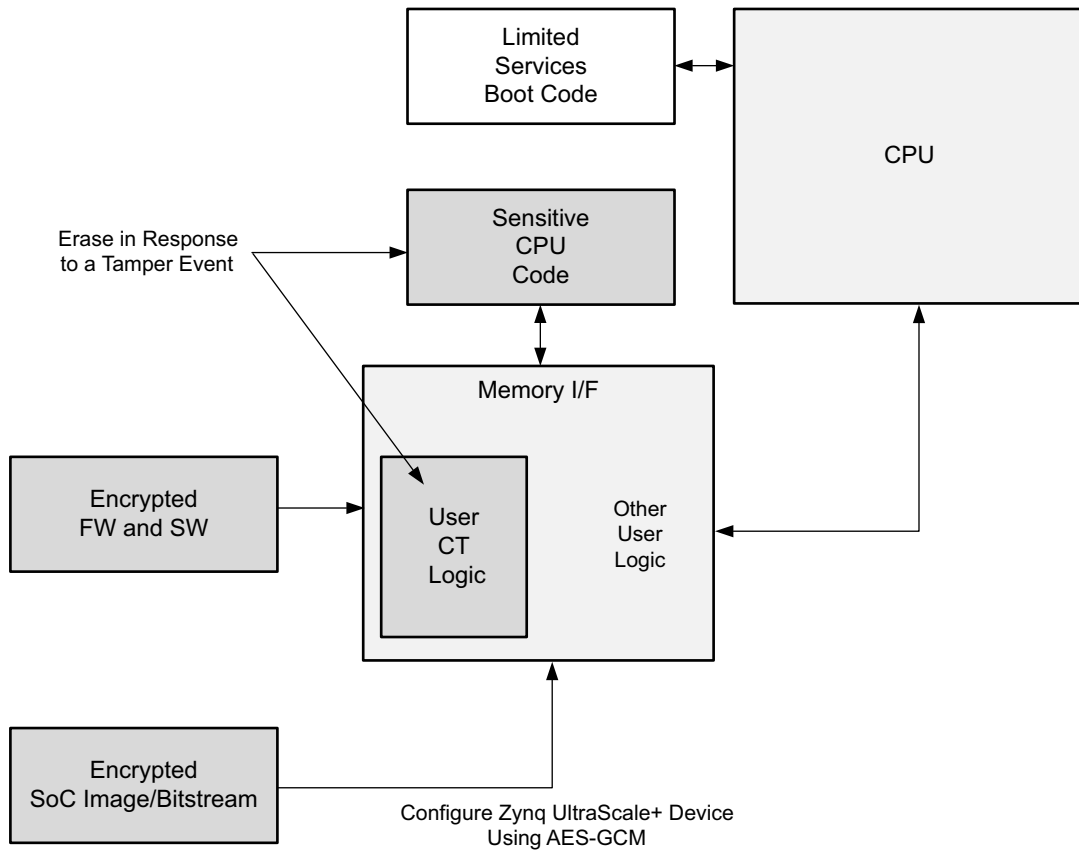 Limited
Services
Boot Code
CPU
Sensitive
CPU
Code
Erase in Response
to a Tamper Event
Memory I/F
Encrypted
FW and SW
User
CT
Logic
Other
User
Logic
Encrypted
SoC Image/Bitstream
Configure Zynq UltraScale+ Device
Using AES-GCM